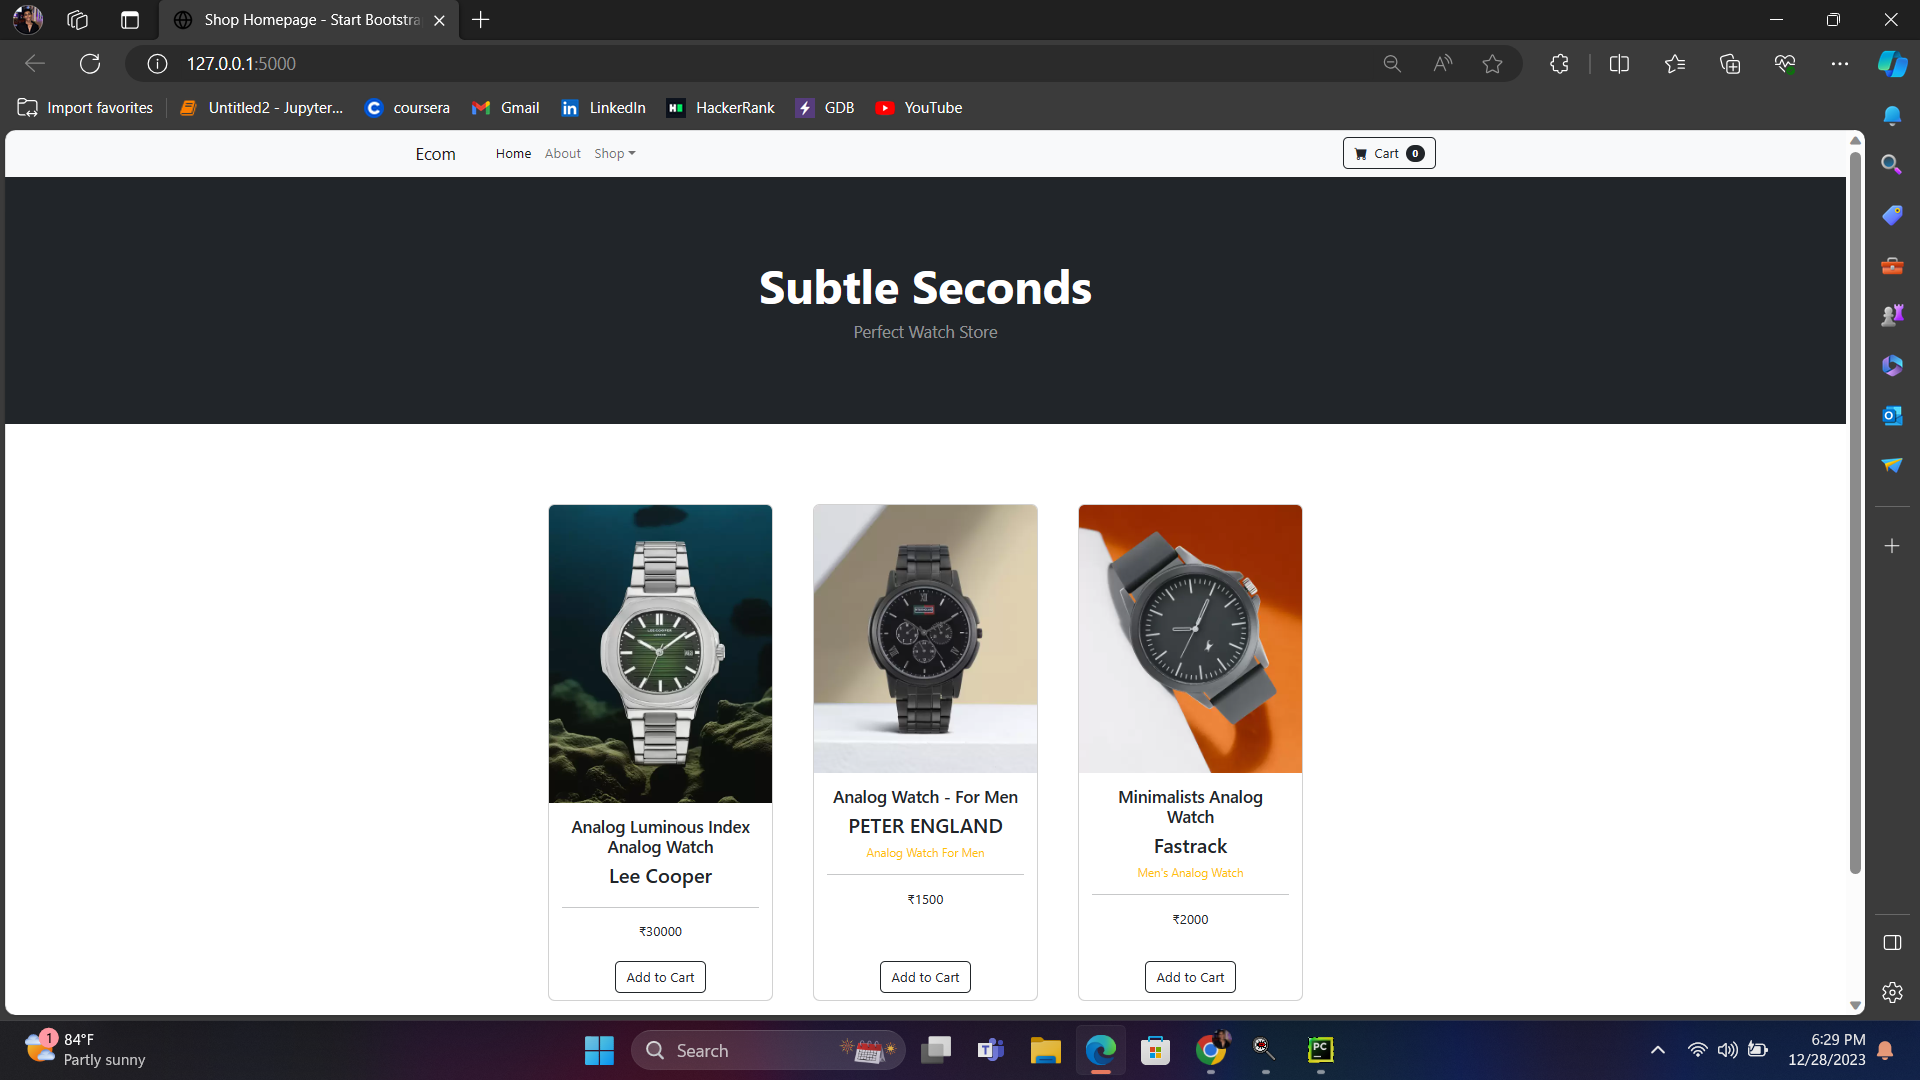 Shop Homepage - Start Bootstra
127.0.0.1:5000
Import favorites
Untitled2 - Jupyter...
coursera
Gmail
LinkedIn
HackerRank
GDB
YouTube
Ecom
Home
About
Shop
Cart 0
Subtle Seconds
Perfect Watch Store
LEE COOPER
Analog Luminous Index
Analog Watch
Lee Cooper
₹30000
Add to Cart
Analog Watch - For Men
PETER ENGLAND
Analog Watch For Men
₹1500
Add to Cart
Minimalists Analog
Watch
Fastrack
Men's Analog Watch
₹2000
Add to Cart
1
84°F
Partly sunny
Search
PC
6:29 PM
12/28/2023